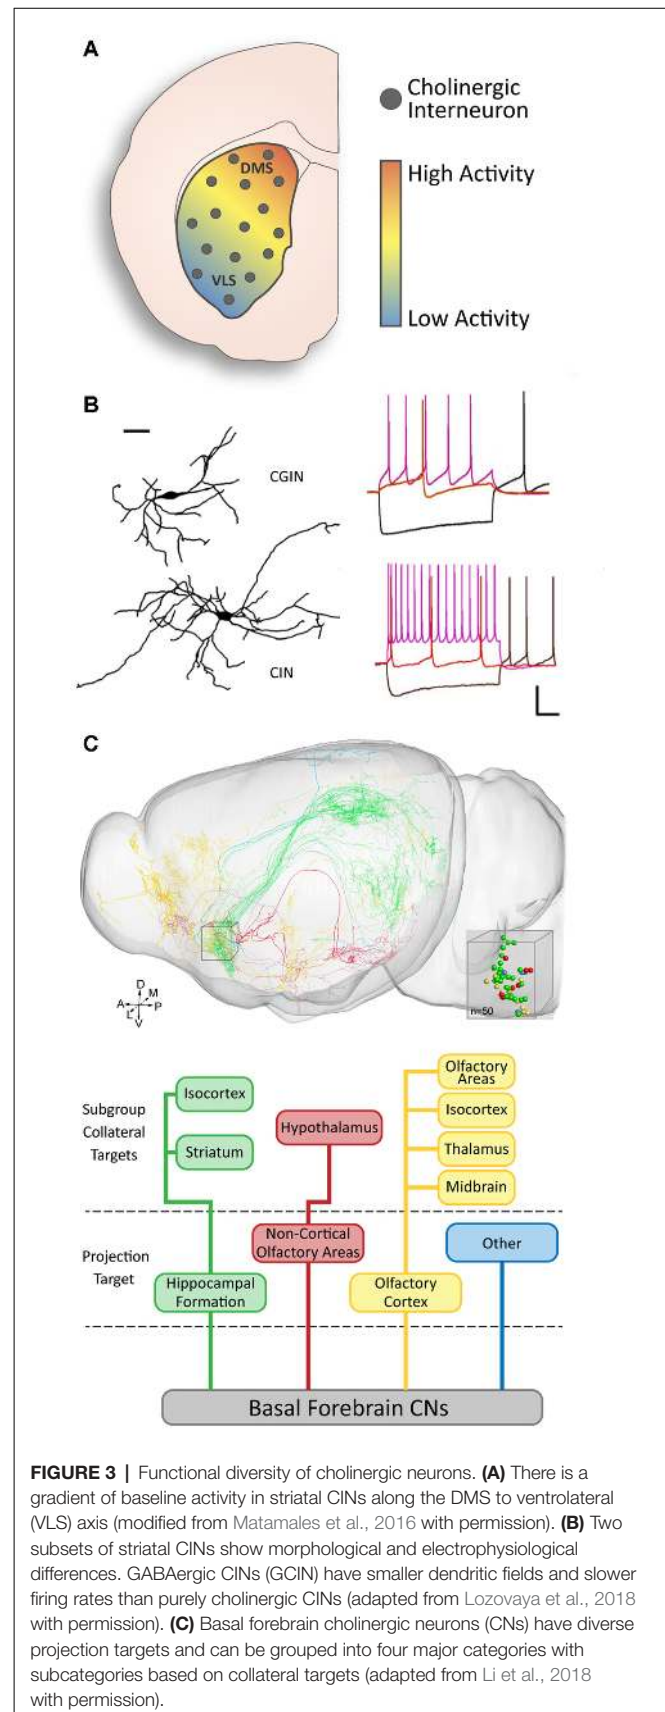 A
Cholinergic
Interneuron
DMS
High Activity
VLS
Low Activity
B
CGIN
CIN
C
D
M
A
P
L
V
n=50
Subgroup
Collateral
Targets
Isocortex
Striatum
Hypothalamus
Olfactory
Areas
Isocortex
Thalamus
Midbrain
Projection
Target
Hippocampal
Formation
Non-Cortical
Olfactory Areas
Olfactory
Cortex
Other
Basal Forebrain CNs
FIGURE 3 | Functional diversity of cholinergic neurons. (A) There is a
gradient of baseline activity in striatal CINs along the DMS to ventrolateral
(VLS) axis (modified from Matamales et al., 2016 with permission). (B) Two
subsets of striatal CINs show morphological and electrophysiological
differences. GABAergic CINs (GCIN) have smaller dendritic fields and slower
firing rates than purely cholinergic CINs (adapted from Lozovaya et al., 2018
with permission). (C) Basal forebrain cholinergic neurons (CNs) have diverse
projection targets and can be grouped into four major categories with
subcategories based on collateral targets (adapted from Li et al., 2018
with permission).